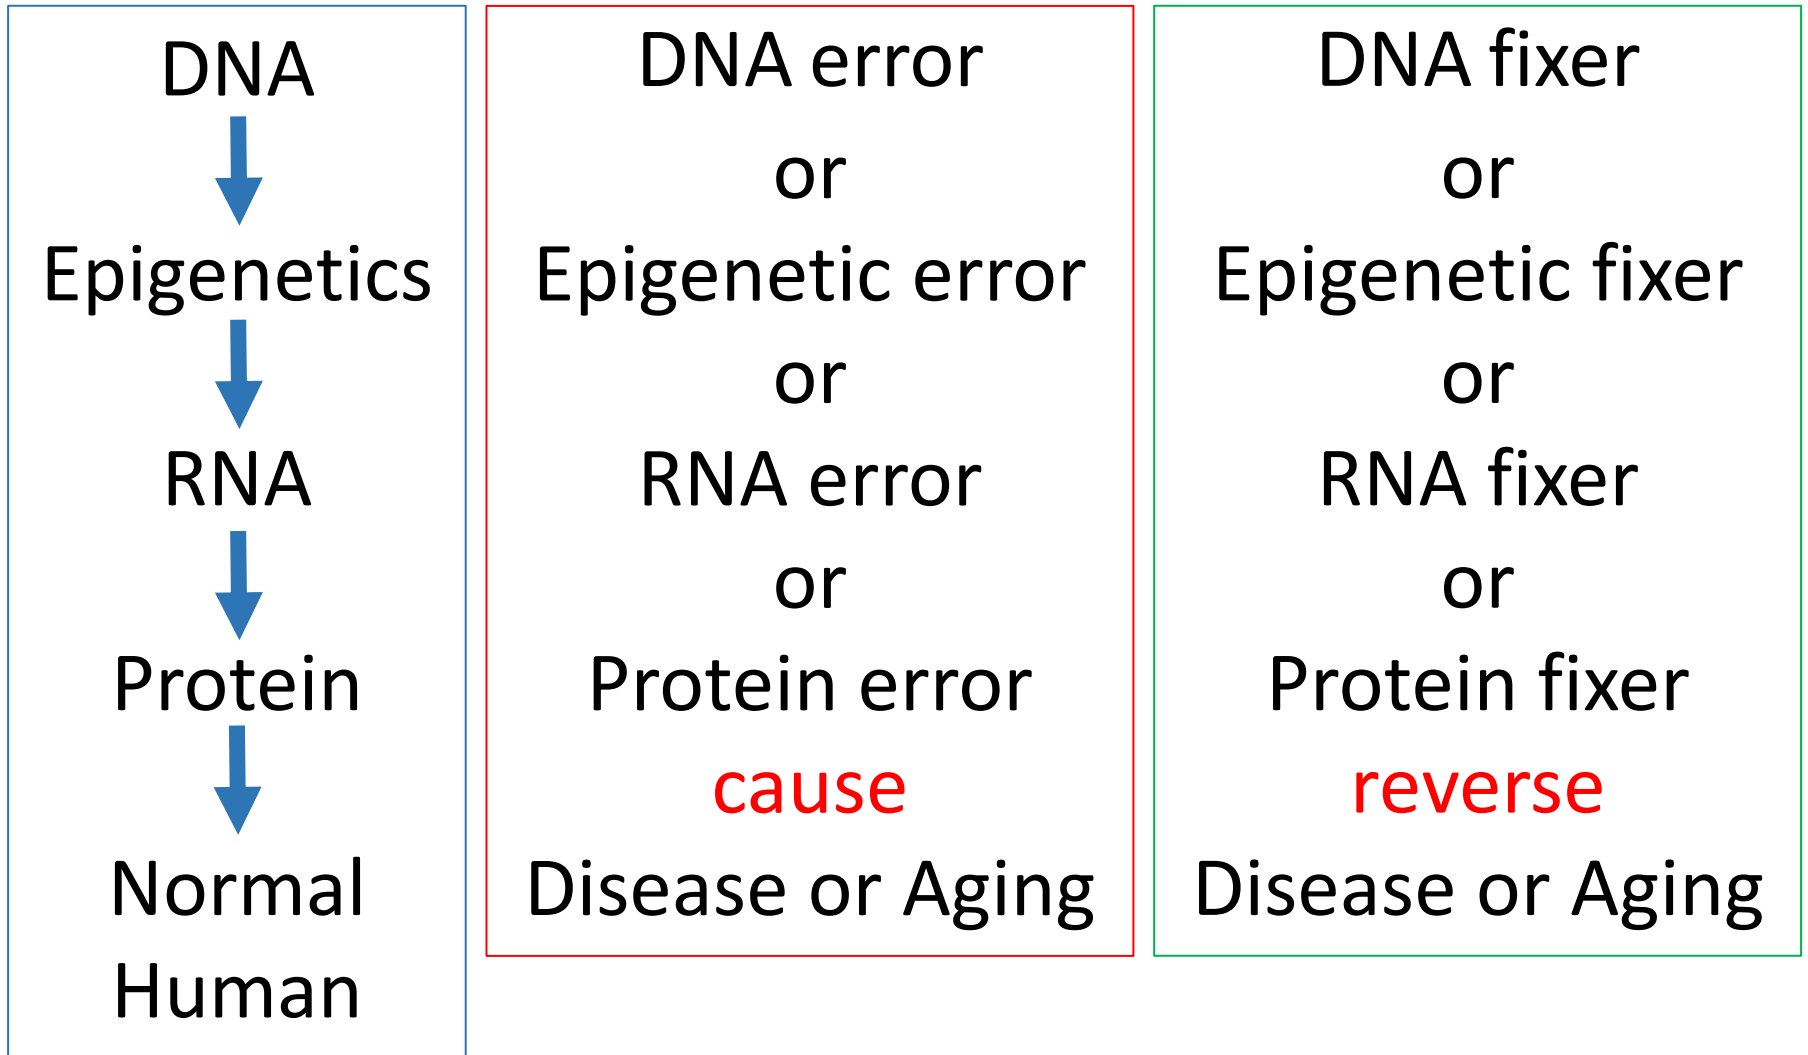 DNA
Epigenetics
RNA
Protein
Normal
Human
DNA error
or
Epigenetic error
or
RNA error
or
Protein error
cause
Disease or Aging
DNA fixer
or
Epigenetic fixer
or
RNA fixer
or
Protein fixer
reverse
Disease or Aging